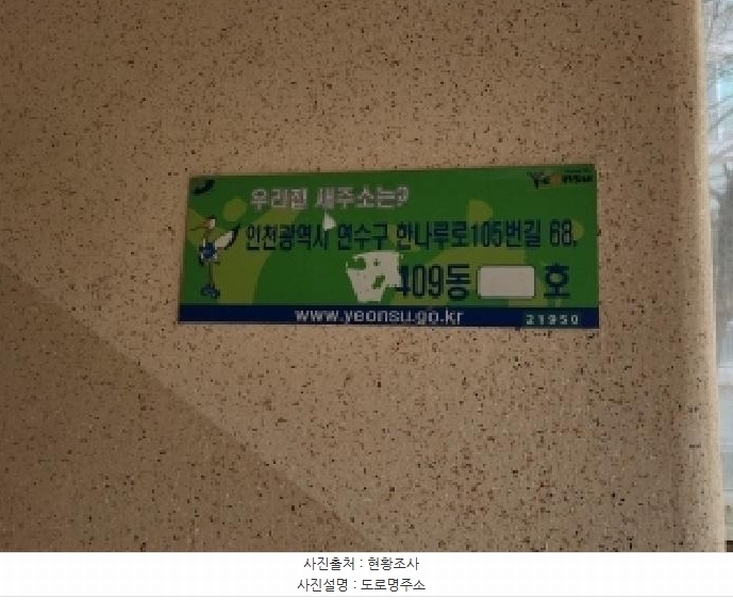 Yeonsu
우리집 새주소는?
인천광역시 연수구 한나루로105번길 68,
409동 호
www.yeonsu.go.kr
21950
사진출처 : 현황조사
사진설명 : 도로명주소